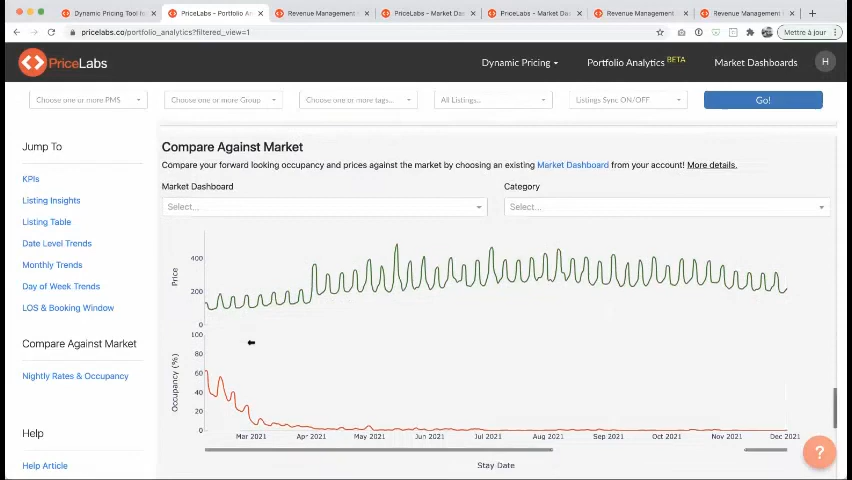 Dynamic Pricing Tool fo
PriceLabs - Portfolio An
Revenue Management
PriceLabs - Market Das
PriceLabs - Market Das
Revenue Management
Revenue Management
pricelabs.co/portfolio_analytics?filtered_view=1
Mettre à jour
PriceLabs
Dynamic Pricing
Portfolio Analytics BETA
Market Dashboards
H
Choose one or more PMS
Choose one or more Group
Choose one or more tags...
All Listings...
Listings Sync ON/OFF
Go!
Jump To
KPIs
Listing Insights
Listing Table
Date Level Trends
Monthly Trends
Day of Week Trends
LOS & Booking Window
Compare Against Market
Nightly Rates & Occupancy
Help
Help Article
Compare Against Market
Compare your forward looking occupancy and prices against the market by choosing an existing Market Dashboard from your account! More details.
Market Dashboard
Category
Select...
Select...
Price
400
200
0
Occupancy (%)
100
80
60
40
20
0
Mar 2021
Apr 2021
May 2021
Jun 2021
Jul 2021
Aug 2021
Sep 2021
Oct 2021
Nov 2021
Dec 2021
Stay Date
?